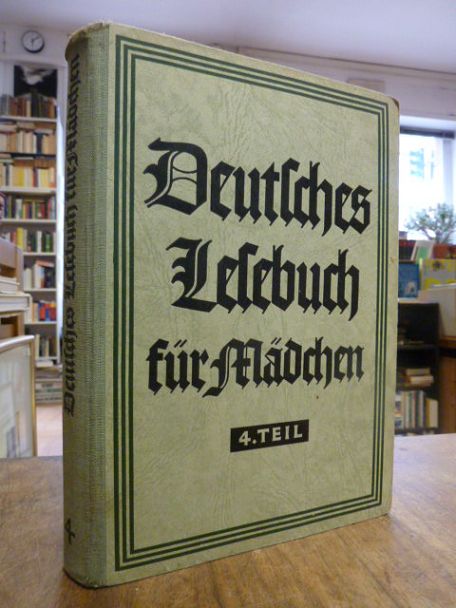 Deutſches
Leſebuch
für Mädchen
4. TEIL
Deutſches Leſebuch für Mädchen
4